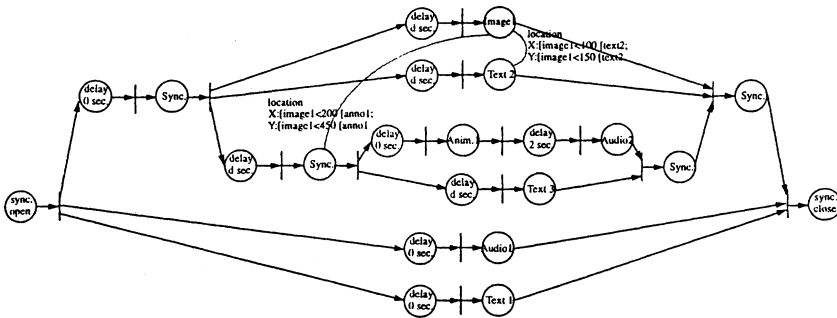 delay
d sec.
Image1
location
X:[image1<100 [text2;
Y:[image1<150 [text2
delay
d sec.
Text 2
delay
0 sec.
Sync.
Sync.
location
X:[image1<200 [anno1;
Y:[image1<450 [anno1
delay
0 sec.
Anim.1
delay
2 sec
Audio2
delay
d sec.
Sync.
Sync.
delay
d sec.
Text 3
sync.
open
sync.
close
delay
0 sec.
Audio1
delay
0 sec.
Text 1